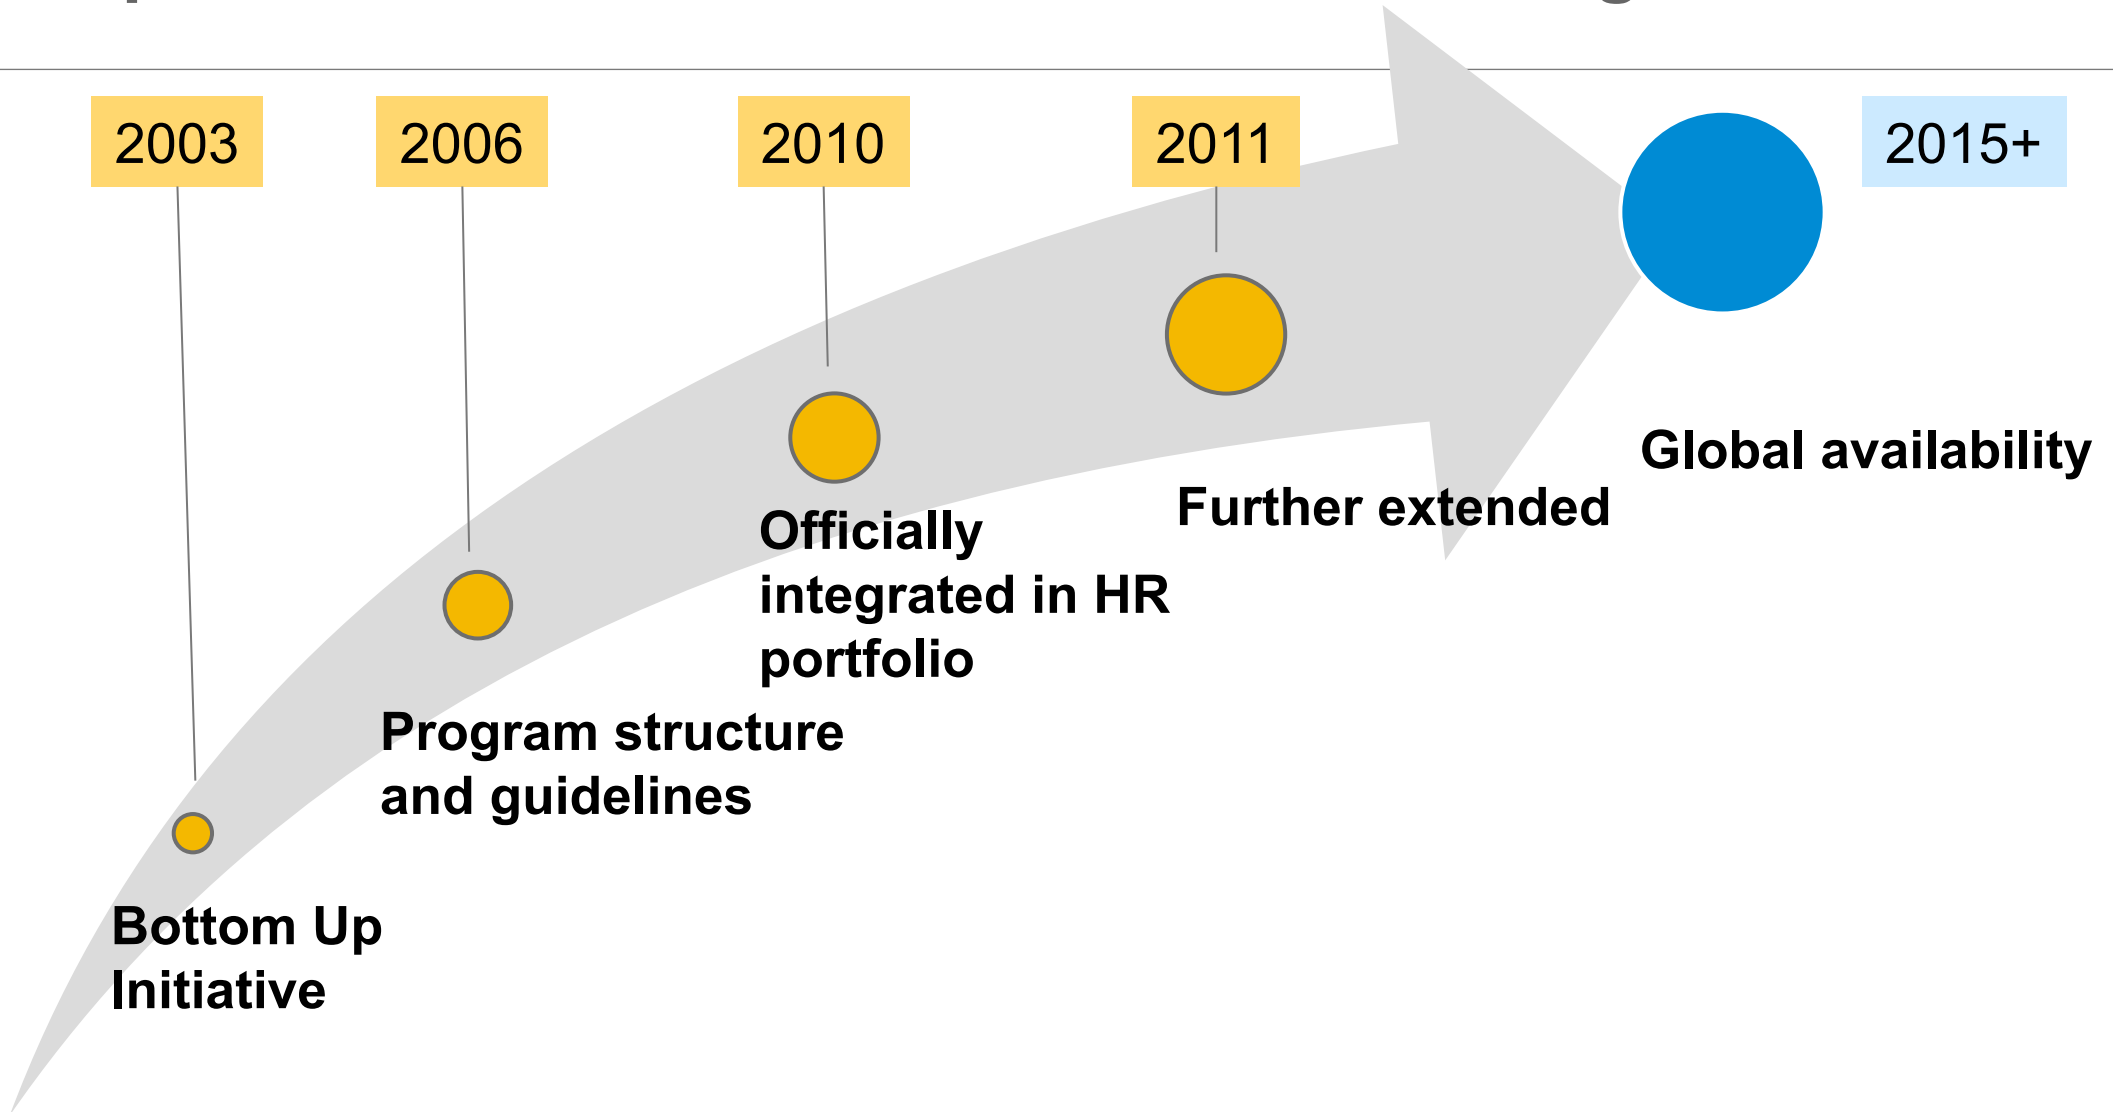 2003
2006
2010
2011
2015+
Global availability
Further extended
Officially
integrated in HR
portfolio
Program structure
and guidelines
Bottom Up
Initiative